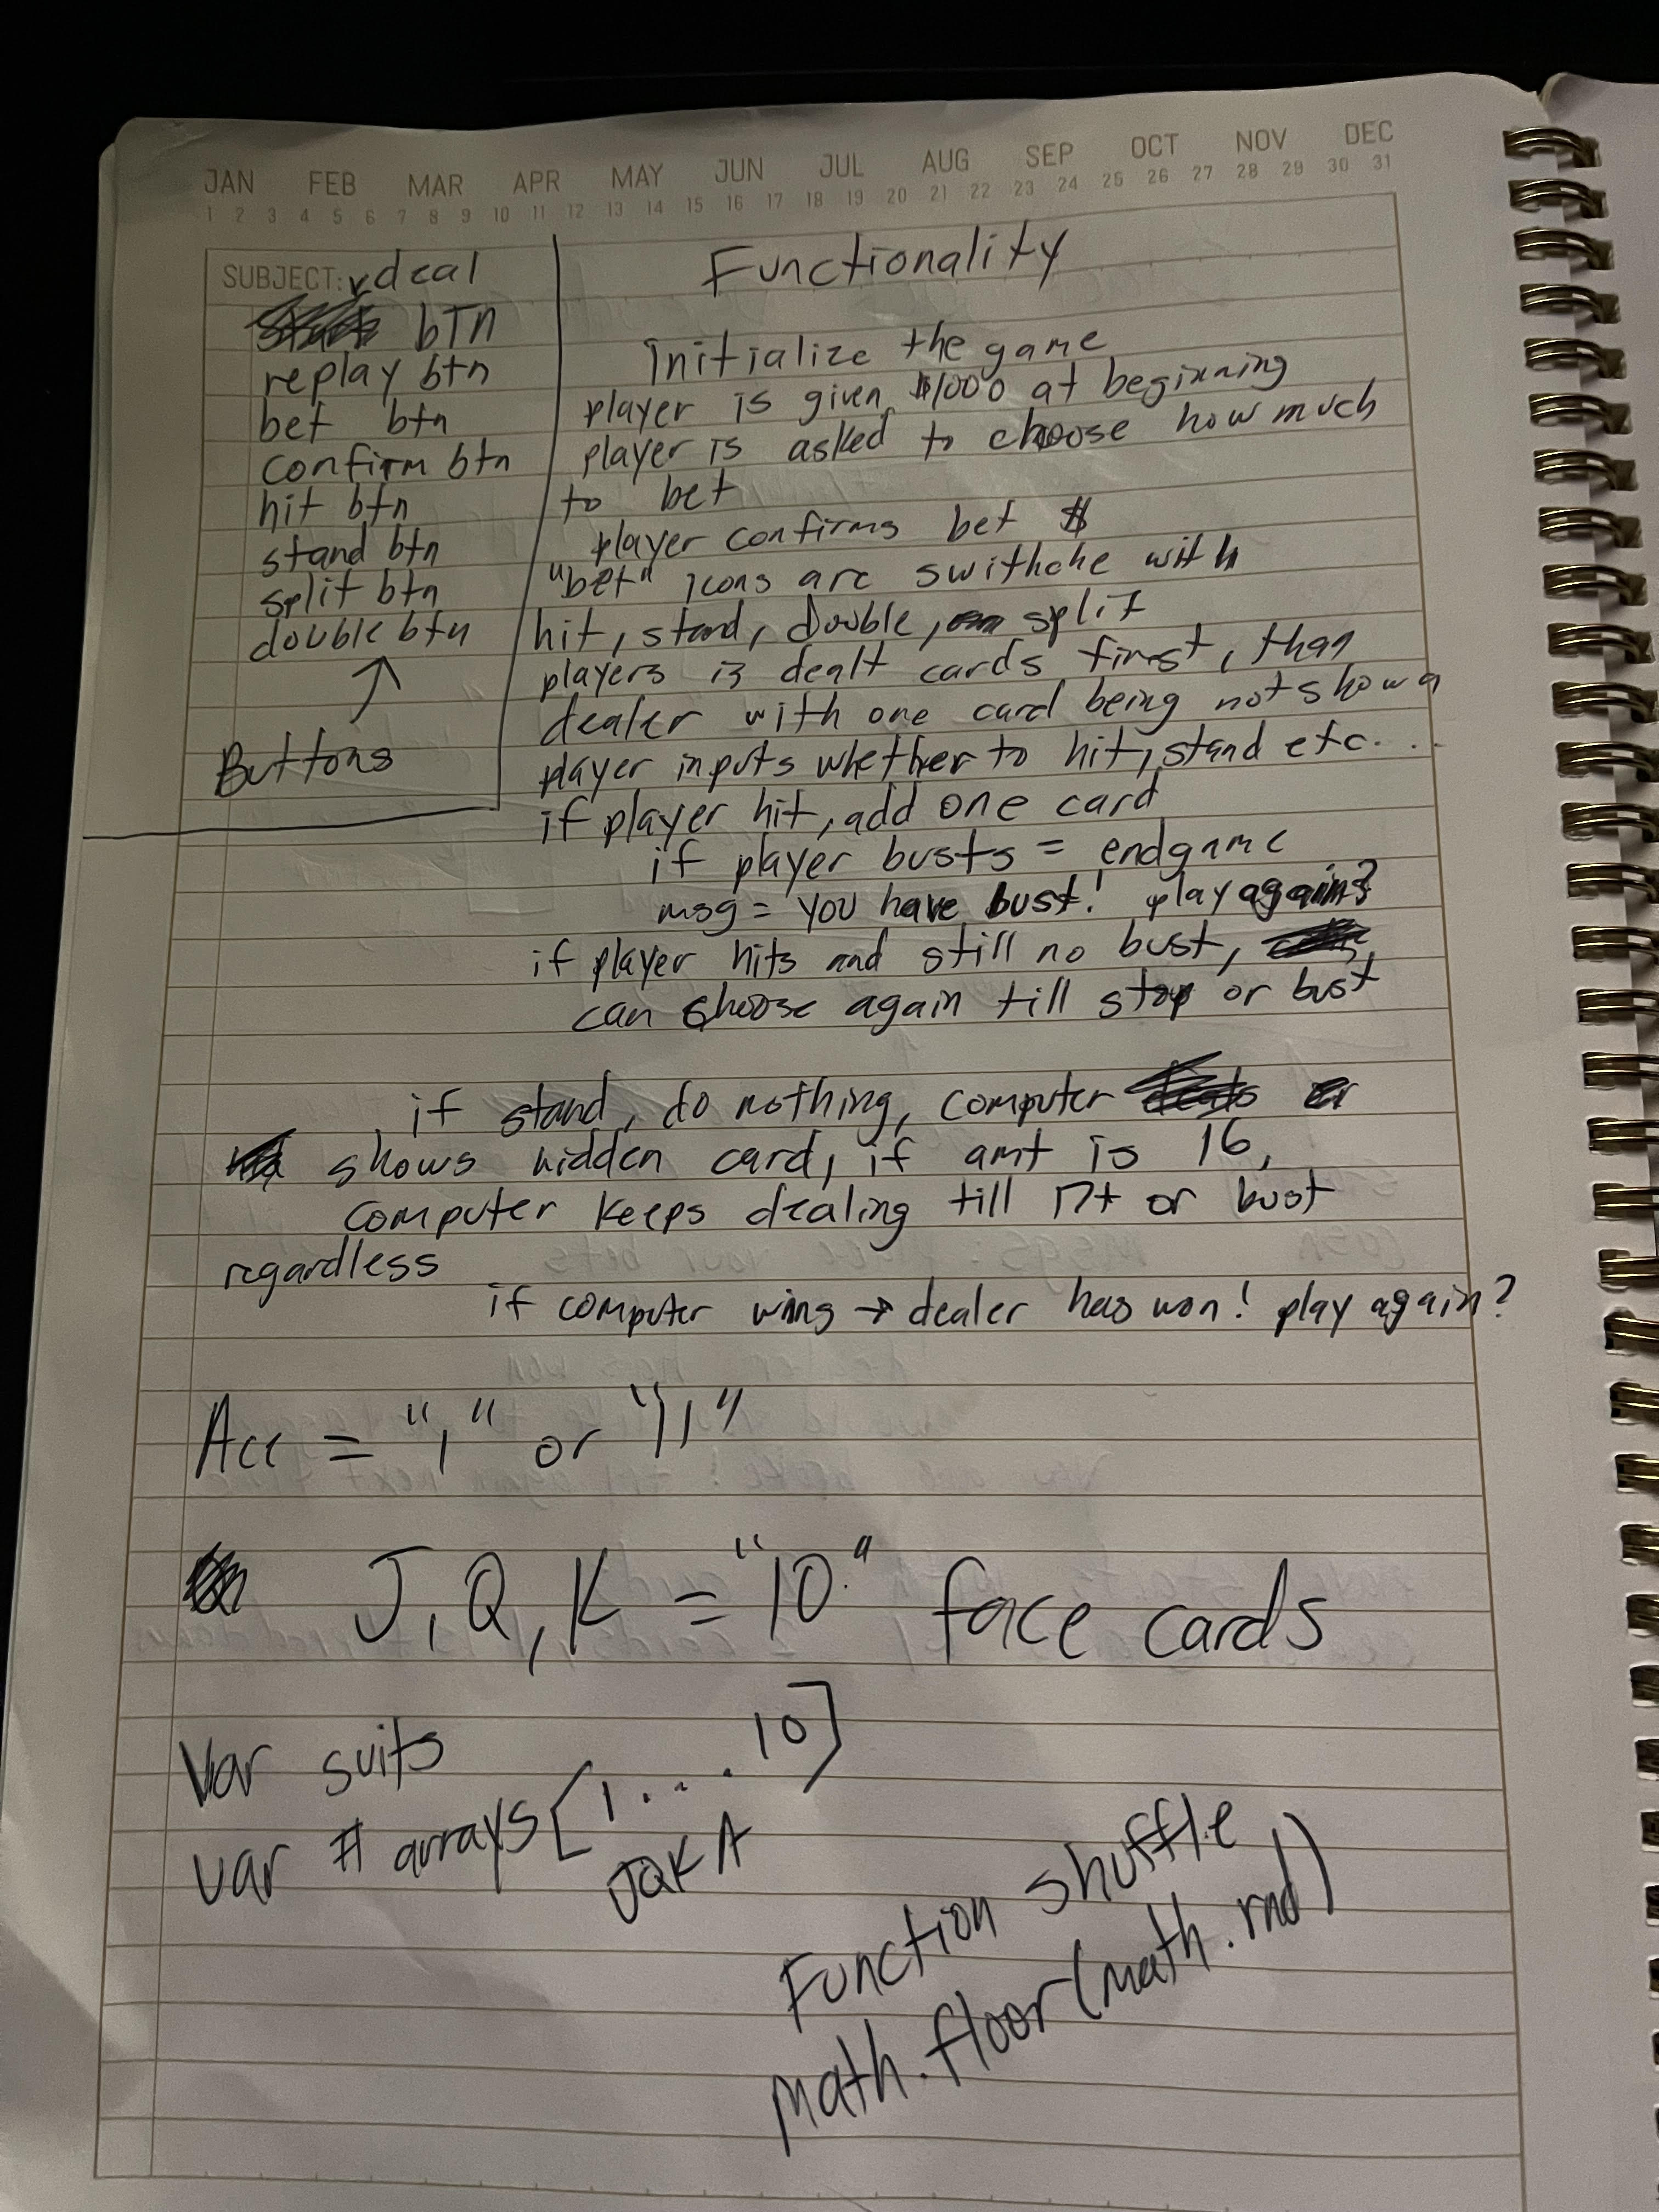 JAN FEB MAR APR MAY JUN JUL AUG SEP OCT NOV DEC
1 2 3 4 5 6 7 8 9 10 11 12 13 14 15 16 17 18 19 20 21 22 23 24 25 26 27 28 29 30 31
SUBJECT: deal
btn
replay btn
bet btn
confirm btn
hit btn
stand btn
split btn
double btn
Buttons
Functionality
initialize the game
player is given $1000 at beginning
player is asked to choose how much
to bet
player confirms bet $
"bet" icons are swithche with
hit, stand, double, split
players is dealt cards first, than
dealer with one card being not shown
player inputs whether to hit, stand etc...
if player hit, add one card
if player busts = endgame
msg = you have bust! play again?
if player hits and still no bust,
can choose again till stop or bust
if stand, do nothing, computer
shows hidden card, if amt is 16,
computer keeps dealing till 17+ or bust
regardless
if computer wins → dealer has won! play again?
Ace = "1" or "11"
J, Q, K = "10" face cards
Var suits
var # arrays [1 . . . . 10]
JQKA
Function shuffle
math.floor(math.rnd)